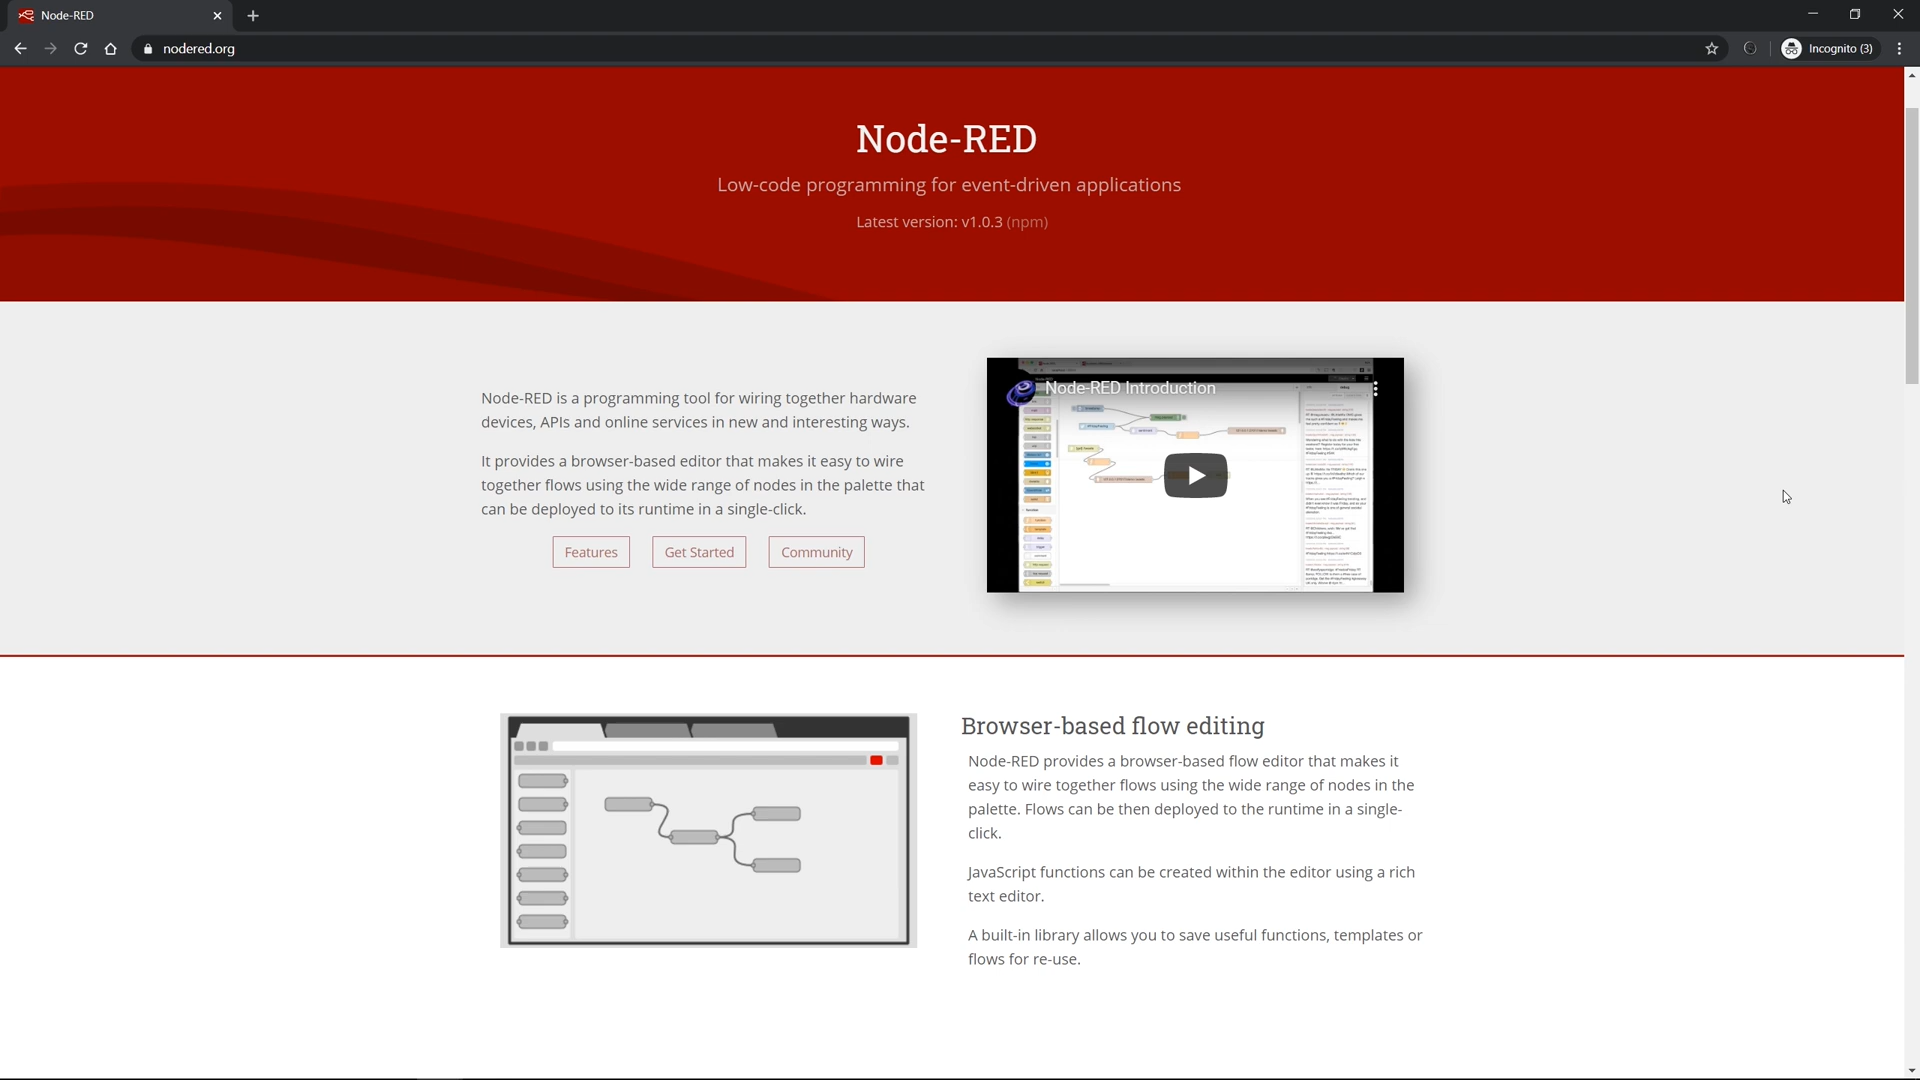 Node-RED
nodered.org
Incognito (3)
Node-RED
Low-code programming for event-driven applications
Latest version: v1.0.3 (npm)
Node-RED is a programming tool for wiring together hardware
devices, APIs and online services in new and interesting ways.
It provides a browser-based editor that makes it easy to wire
together flows using the wide range of nodes in the palette that
can be deployed to its runtime in a single-click.
Features
Get Started
Community
Node-RED Introduction
Browser-based flow editing
Node-RED provides a browser-based flow editor that makes it
easy to wire together flows using the wide range of nodes in the
palette. Flows can be then deployed to the runtime in a single-
click.
JavaScript functions can be created within the editor using a rich
text editor.
A built-in library allows you to save useful functions, templates or
flows for re-use.